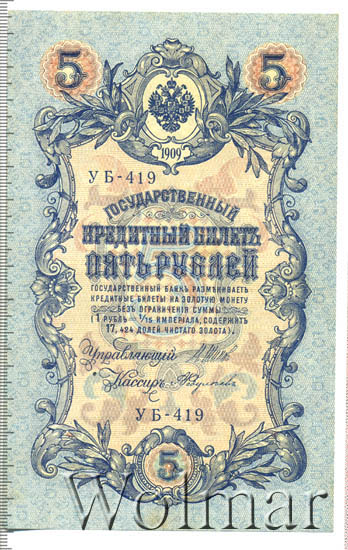 5 5
1909
УБ-419
ГОСУДАРСТВЕННЫЙ
КРЕДИТНЫЙ БИЛЕТЪ
ПЯТЬ РУБЛЕЙ
ГОСУДАРСТВЕННЫЙ БАНКЪ РАЗМѢНИВАЕТЪ
КРЕДИТНЫЕ БИЛЕТЫ НА ЗОЛОТУЮ МОНЕТУ
БЕЗЪ ОГРАНИЧЕНІЯ СУММЫ
(1 РУБЛЬ = 1/15 ИМПЕРІАЛА, СОДЕРЖИТЪ
17,424 ДОЛЕЙ ЧИСТАГО ЗОЛОТА).
Управляющій
Кассиръ
УБ-419
5
Wolmar